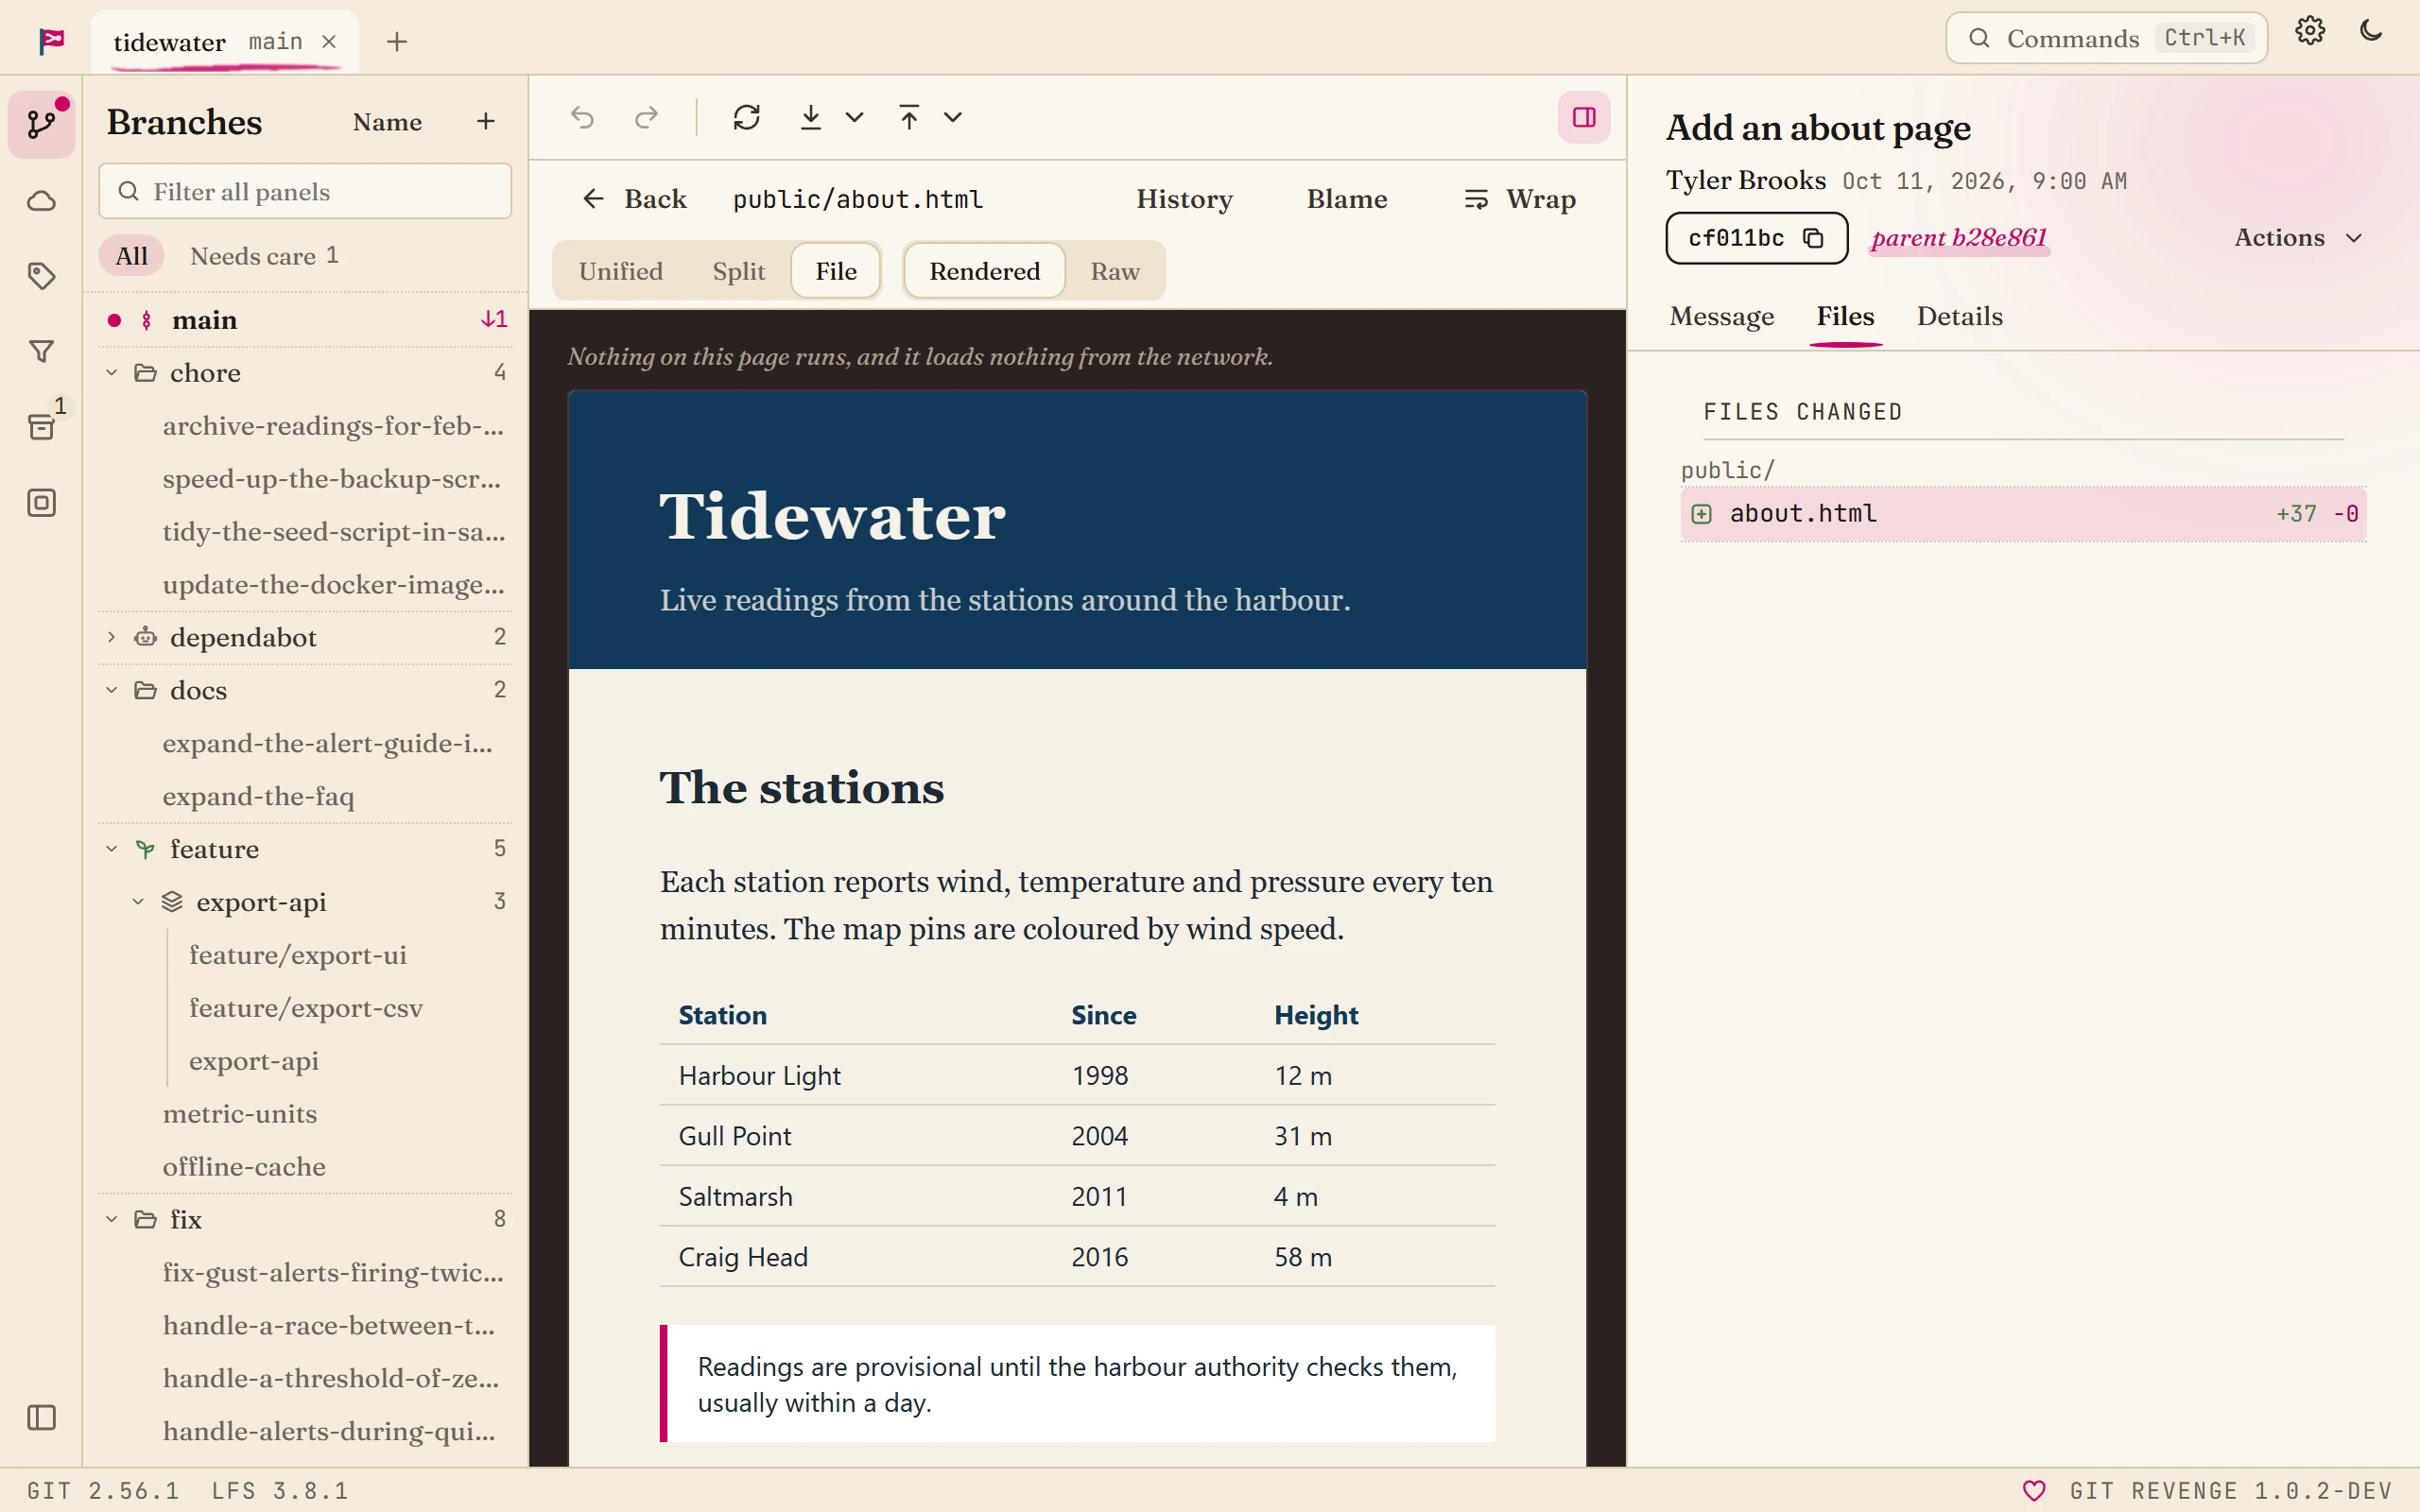 tidewater main
Commands Ctrl+K
Branches Name
Filter all panels
All Needs care 1
main ↓1
chore 4
archive-readings-for-feb-...
speed-up-the-backup-scr...
tidy-the-seed-script-in-sa...
update-the-docker-image...
dependabot 2
docs 2
expand-the-alert-guide-i...
expand-the-faq
feature 5
export-api 3
feature/export-ui
feature/export-csv
export-api
metric-units
offline-cache
fix 8
fix-gust-alerts-firing-twic...
handle-a-race-between-t...
handle-a-threshold-of-ze...
handle-alerts-during-qui...
1
Back public/about.html History Blame Wrap
Unified Split File Rendered Raw
Nothing on this page runs, and it loads nothing from the network.
Tidewater
Live readings from the stations around the harbour.
The stations
Each station reports wind, temperature and pressure every ten
minutes. The map pins are coloured by wind speed.
Station Since Height
Harbour Light 1998 12 m
Gull Point 2004 31 m
Saltmarsh 2011 4 m
Craig Head 2016 58 m
Readings are provisional until the harbour authority checks them,
usually within a day.
Add an about page
Tyler Brooks Oct 11, 2026, 9:00 AM
cf011bc parent b28e861 Actions
Message Files Details
FILES CHANGED
public/
about.html +37 -0
GIT 2.56.1 LFS 3.8.1
GIT REVENGE 1.0.2-DEV